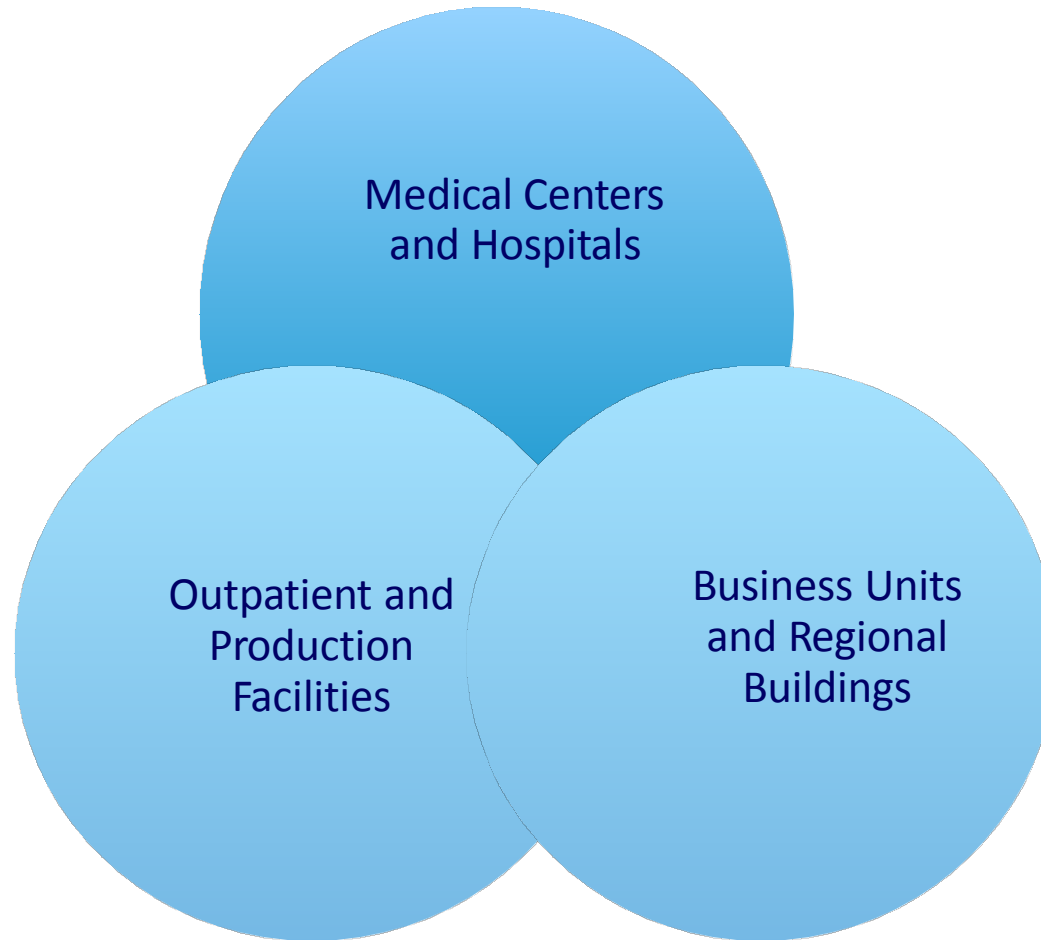 Medical Centers
and Hospitals
Outpatient and
Production
Facilities
Business Units
and Regional
Buildings